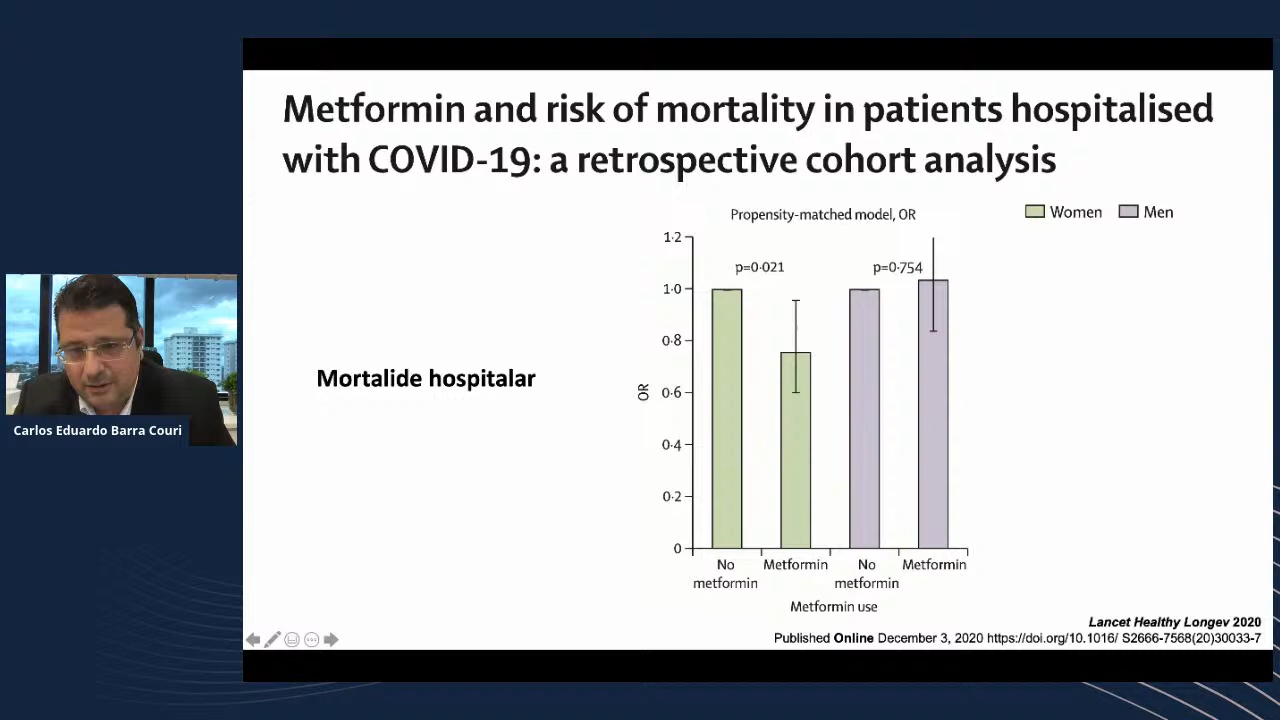 Metformin and risk of mortality in patients hospitalised
with COVID-19: a retrospective cohort analysis
Propensity-matched model, OR
Women
Men
1·2
1·0
0·8
0·6
0·4
0·2
0
OR
p=0·021
p=0·754
No
metformin
Metformin
No
metformin
Metformin
Metformin use
Mortalide hospitalar
Carlos Eduardo Barra Couri
Lancet Healthy Longev 2020
Published Online December 3, 2020 https://doi.org/10.1016/ S2666-7568(20)30033-7